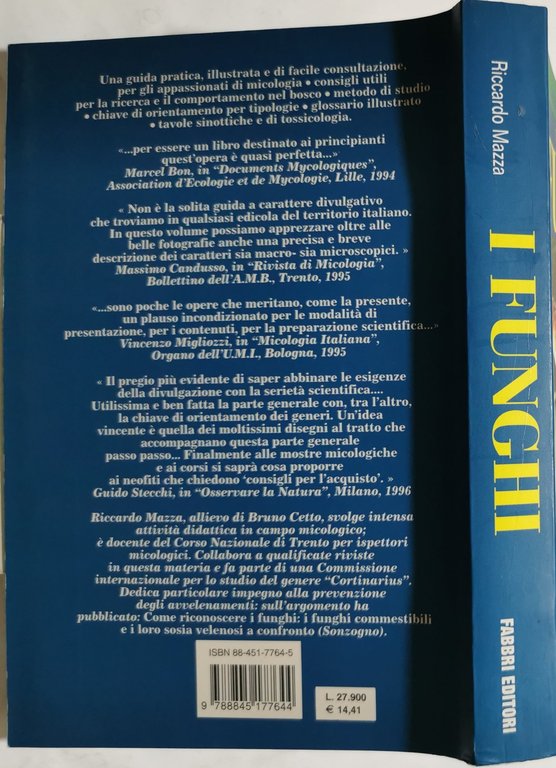 Una guida pratica, illustrata e di facile consultazione,
per gli appassionati di micologia • consigli utili
per la ricerca e il comportamento nel bosco • metodo di studio
• chiave di orientamento per tipologie • glossario illustrato
• tavole sinottiche e di tossicologia.
«...per essere un libro destinato ai principianti
quest'opera è quasi perfetta...»
Marcel Bon, in "Documents Mycologiques",
Association d'Ecologie et de Mycologie, Lille, 1994
« Non è la solita guida a carattere divulgativo
che troviamo in qualsiasi edicola del territorio italiano.
In questo volume possiamo apprezzare oltre alle
belle fotografie anche una precisa e breve
descrizione dei caratteri sia macro- sia microscopici. »
Massimo Candusso, in "Rivista di Micologia",
Bollettino dell'A.M.B., Trento, 1995
«...sono poche le opere che meritano, come la presente,
un plauso incondizionato per le modalità di
presentazione, per i contenuti, per la preparazione scientifica...»
Vincenzo Migliozzi, in "Micologia Italiana",
Organo dell'U.M.I., Bologna, 1995
« Il pregio più evidente di saper abbinare le esigenze
della divulgazione con la serietà scientifica....
Utilissima e ben fatta la parte generale con, tra l'altro,
la chiave di orientamento dei generi. Un'idea
vincente è quella dei moltissimi disegni al tratto che
accompagnano questa parte generale
passo passo... Finalmente alle mostre micologiche
e ai corsi si saprà cosa proporre
ai neofiti che chiedono 'consigli per l'acquisto'. »
Guido Stecchi, in "Osservare la Natura", Milano, 1996
Riccardo Mazza, allievo di Bruno Cetto, svolge intensa
attività didattica in campo micologico;
è docente del Corso Nazionale di Trento per ispettori
micologici. Collabora a qualificate riviste
in questa materia e fa parte di una Commissione
internazionale per lo studio del genere "Cortinarius".
Dedica particolare impegno alla prevenzione
degli avvelenamenti: sull'argomento ha
pubblicato: Come riconoscere i funghi: i funghi commestibili
e i loro sosia velenosi a confronto (Sonzogno).
ISBN 88-451-7764-5
9 788845 177644
L. 27.900
€ 14,41
Riccardo Mazza
I FUNGHI
FABBRI EDITORI